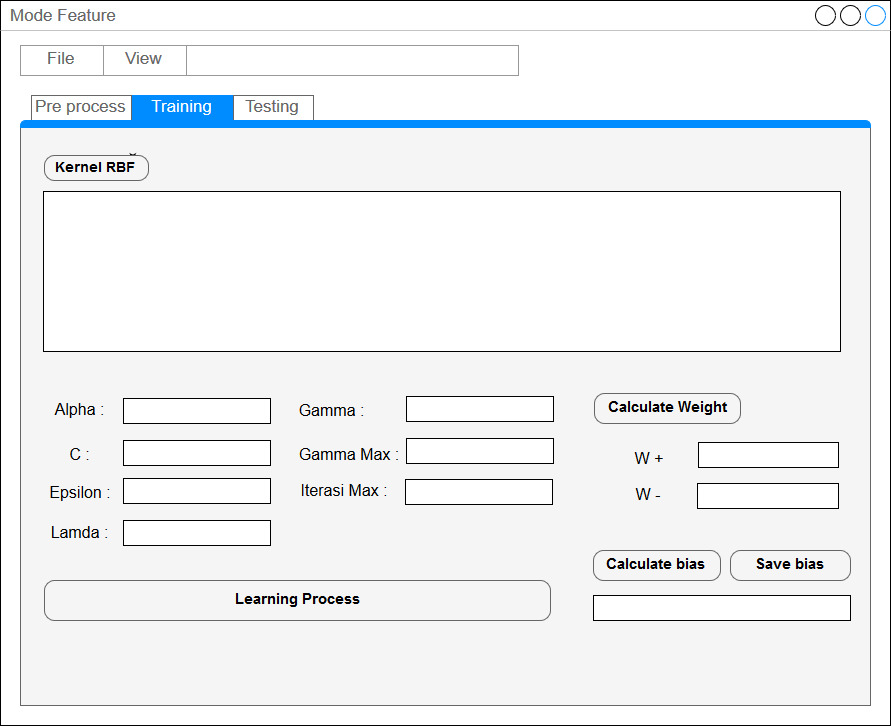 Mode Feature
File View
Pre process Training Testing
Kernel RBF
Alpha : Gamma : Calculate Weight
C : Gamma Max : W +
Epsilon : Iterasi Max : W -
Lamda :
Calculate bias Save bias
Learning Process